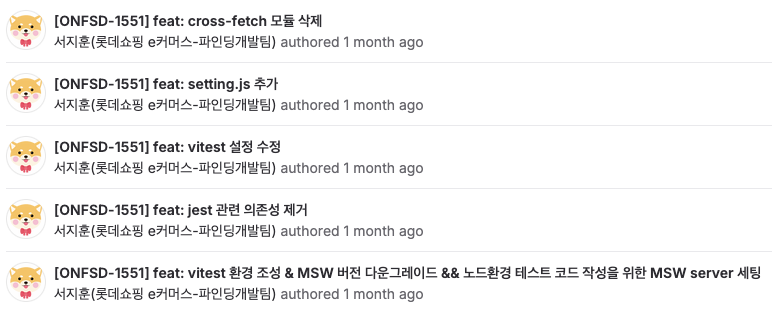 [ONFSD-1551] feat: cross-fetch 모듈 삭제
서지훈(롯데쇼핑 e커머스-파인딩개발팀) authored 1 month ago
[ONFSD-1551] feat: setting.js 추가
서지훈(롯데쇼핑 e커머스-파인딩개발팀) authored 1 month ago
[ONFSD-1551] feat: vitest 설정 수정
서지훈(롯데쇼핑 e커머스-파인딩개발팀) authored 1 month ago
[ONFSD-1551] feat: jest 관련 의존성 제거
서지훈(롯데쇼핑 e커머스-파인딩개발팀) authored 1 month ago
[ONFSD-1551] feat: vitest 환경 조성 & MSW 버전 다운그레이드 && 노드환경 테스트 코드 작성을 위한 MSW server 세팅
서지훈(롯데쇼핑 e커머스-파인딩개발팀) authored 1 month ago